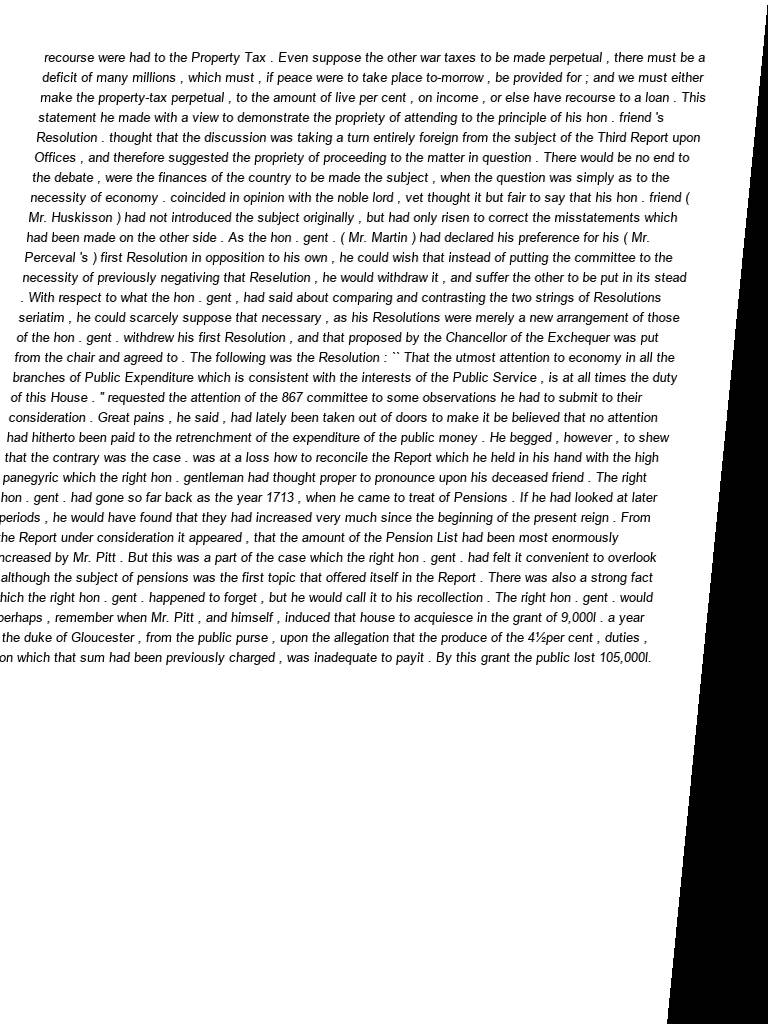 recourse were had to the Property Tax . Even suppose the other war taxes to be made perpetual , there must be a
deficit of many millions , which must , if peace were to take place to-morrow , be provided for ; and we must either
make the property-tax perpetual , to the amount of live per cent , on income , or else have recourse to a loan . This
statement he made with a view to demonstrate the propriety of attending to the principle of his hon . friend 's
Resolution . thought that the discussion was taking a turn entirely foreign from the subject of the Third Report upon
Offices , and therefore suggested the propriety of proceeding to the matter in question . There would be no end to
the debate , were the finances of the country to be made the subject , when the question was simply as to the
necessity of economy . coincided in opinion with the noble lord , vet thought it but fair to say that his hon . friend (
Mr. Huskisson ) had not introduced the subject originally , but had only risen to correct the misstatements which
had been made on the other side . As the hon . gent . ( Mr. Martin ) had declared his preference for his ( Mr.
Perceval 's ) first Resolution in opposition to his own , he could wish that instead of putting the committee to the
necessity of previously negativing that Reselution , he would withdraw it , and suffer the other to be put in its stead
. With respect to what the hon . gent , had said about comparing and contrasting the two strings of Resolutions
seriatim , he could scarcely suppose that necessary , as his Resolutions were merely a new arrangement of those
of the hon . gent . withdrew his first Resolution , and that proposed by the Chancellor of the Exchequer was put
from the chair and agreed to . The following was the Resolution : `` That the utmost attention to economy in all the
branches of Public Expenditure which is consistent with the interests of the Public Service , is at all times the duty
of this House . " requested the attention of the 867 committee to some observations he had to submit to their
consideration . Great pains , he said , had lately been taken out of doors to make it be believed that no attention
had hitherto been paid to the retrenchment of the expenditure of the public money . He begged , however , to shew
that the contrary was the case . was at a loss how to reconcile the Report which he held in his hand with the high
panegyric which the right hon . gentleman had thought proper to pronounce upon his deceased friend . The right
hon . gent . had gone so far back as the year 1713 , when he came to treat of Pensions . If he had looked at later
periods , he would have found that they had increased very much since the beginning of the present reign . From
he Report under consideration it appeared , that the amount of the Pension List had been most enormously
ncreased by Mr. Pitt . But this was a part of the case which the right hon . gent . had felt it convenient to overlook
although the subject of pensions was the first topic that offered itself in the Report . There was also a strong fact
hich the right hon . gent . happened to forget , but he would call it to his recollection . The right hon . gent . would
perhaps , remember when Mr. Pitt , and himself , induced that house to acquiesce in the grant of 9,000l . a year
the duke of Gloucester , from the public purse , upon the allegation that the produce of the 4½per cent , duties ,
on which that sum had been previously charged , was inadequate to payit . By this grant the public lost 105,000l.